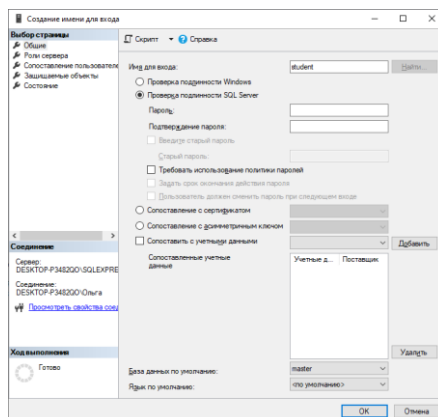 Создание имени для входа
Выбор страницы
Общие
Роли сервера
Сопоставление пользователе
Защищаемые объекты
Состояние
Скрипт
Справка
Имя для входа:
student
Найти...
Проверка подлинности Windows
Проверка подлинности SQL Server
Пароль:
Подтверждение пароля:
Введите старый пароль
Старый пароль
Требовать использование политики паролей
Задать срок окончания действия пароля
Пользователь должен сменить пароль при следующем входе
Сопоставление с сертификатом
Сопоставление с асимметричным ключом
Сопоставить с учетными данными
Добавить
Сопоставленные учетные данные
Учетные д... Поставщик
Удалить
База данных по умолчанию:
master
Язык по умолчанию:
<по умолчанию>
Соединение
Сервер:
DESKTOP-P3482QO\SQLEXPRE
Соединение:
DESKTOP-P3482QO\Ольга
Просмотреть свойства соед
Ход выполнения
Готово
OK
Отмена